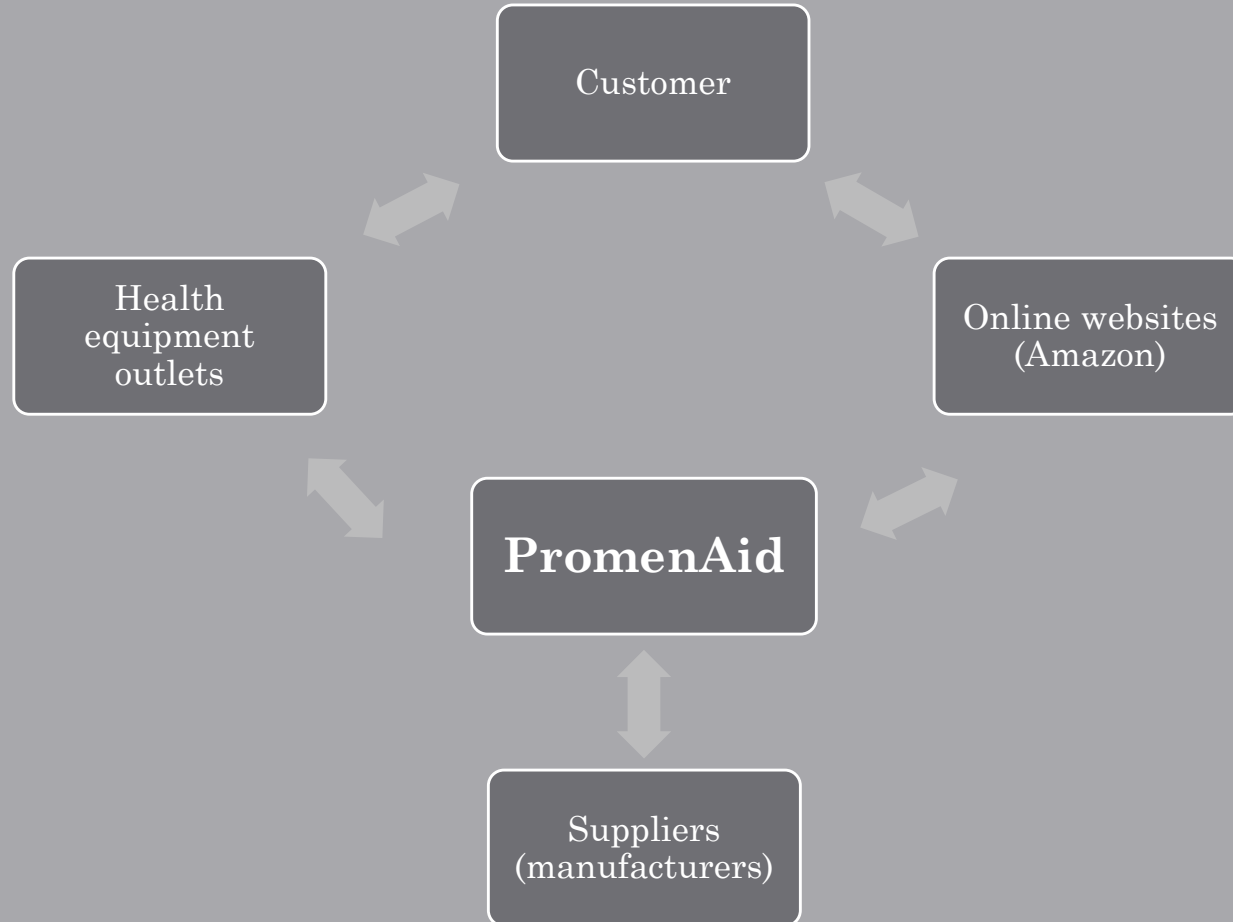 Customer
Health
equipment
outlets
Online websites
(Amazon)
PromenAid
Suppliers
(manufacturers)